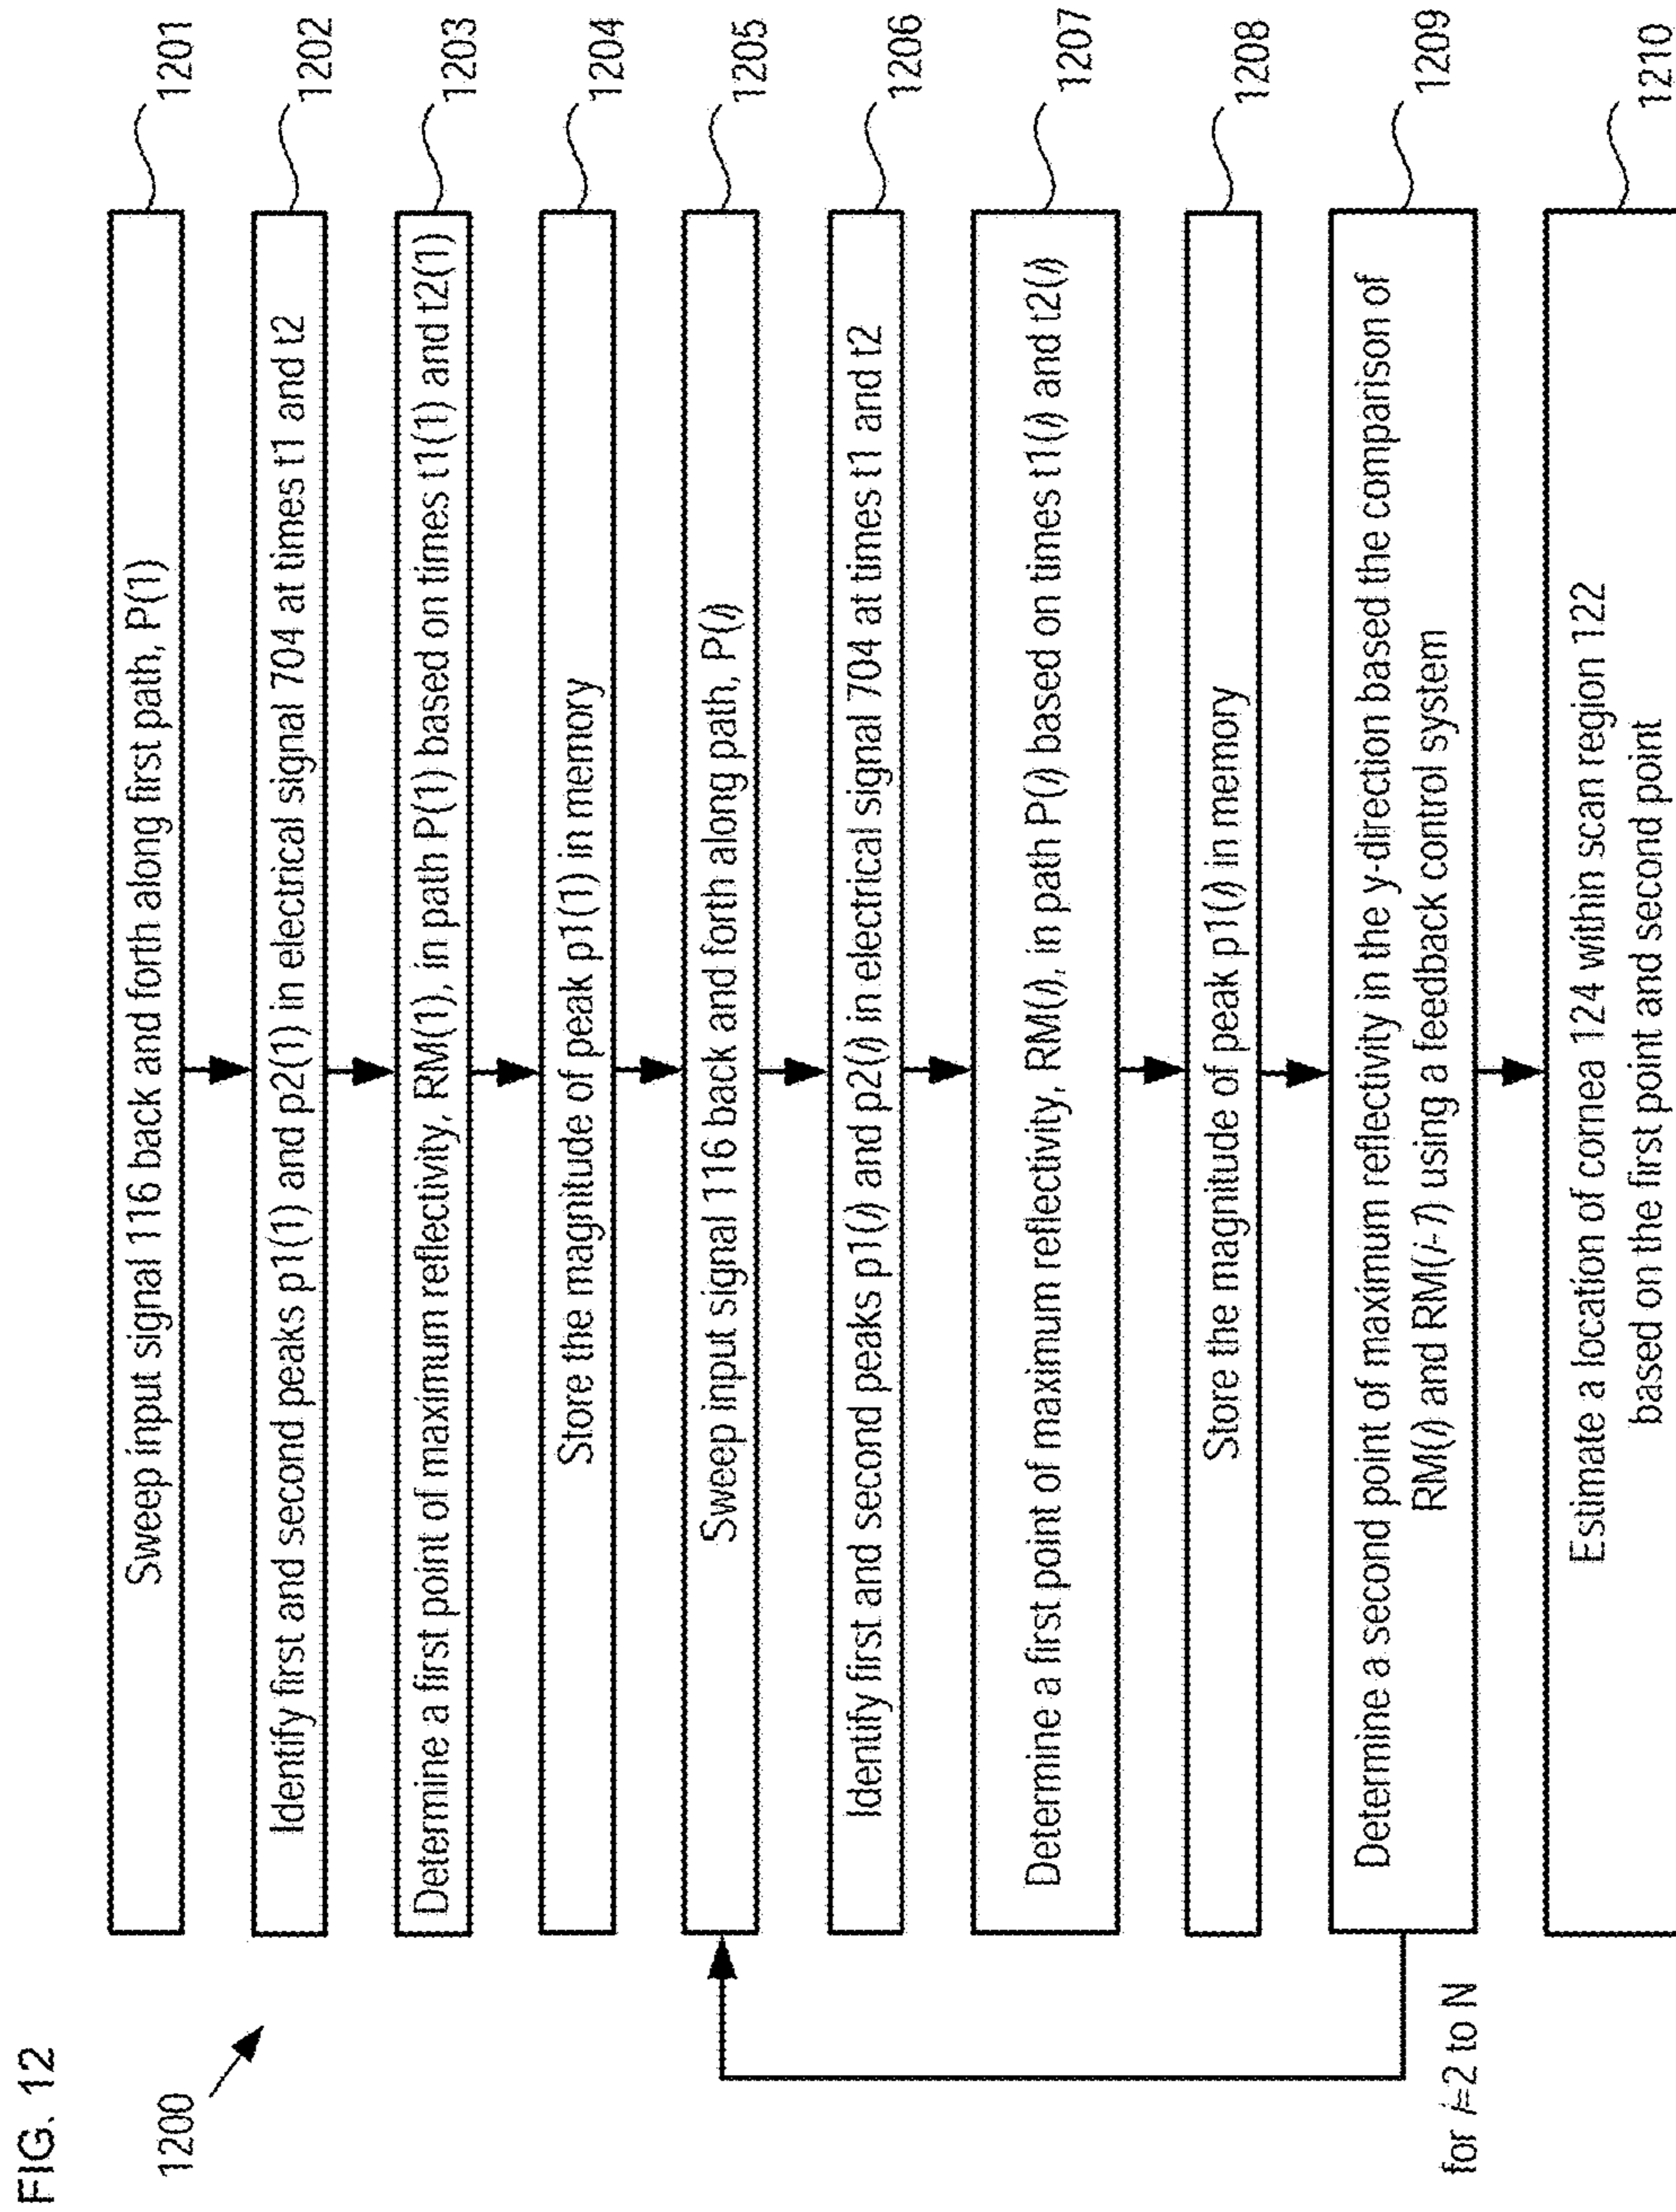 FIG. 12
1200
Sweep input signal 116 back and forth along first path, P(1)
1201
Identify first and second peaks p1(1) and p2(1) in electrical signal 704 at times t1 and t2
1202
Determine a first point of maximum reflectivity, RM(1), in path P(1) based on times t1(1) and t2(1)
1203
Store the magnitude of peak p1(1) in memory
1204
Sweep input signal 116 back and forth along path, P(i)
1205
Identify first and second peaks p1(i) and p2(i) in electrical signal 704 at times t1 and t2
1206
Determine a first point of maximum reflectivity, RM(i), in path P(i) based on times t1(i) and t2(i)
1207
Store the magnitude of peak p1(i) in memory
1208
Determine a second point of maximum reflectivity in the y-direction based the comparison of
RM(i) and RM(i-1) using a feedback control system
1209
for i=2 to N
Estimate a location of cornea 124 within scan region 122
based on the first point and second point
1210